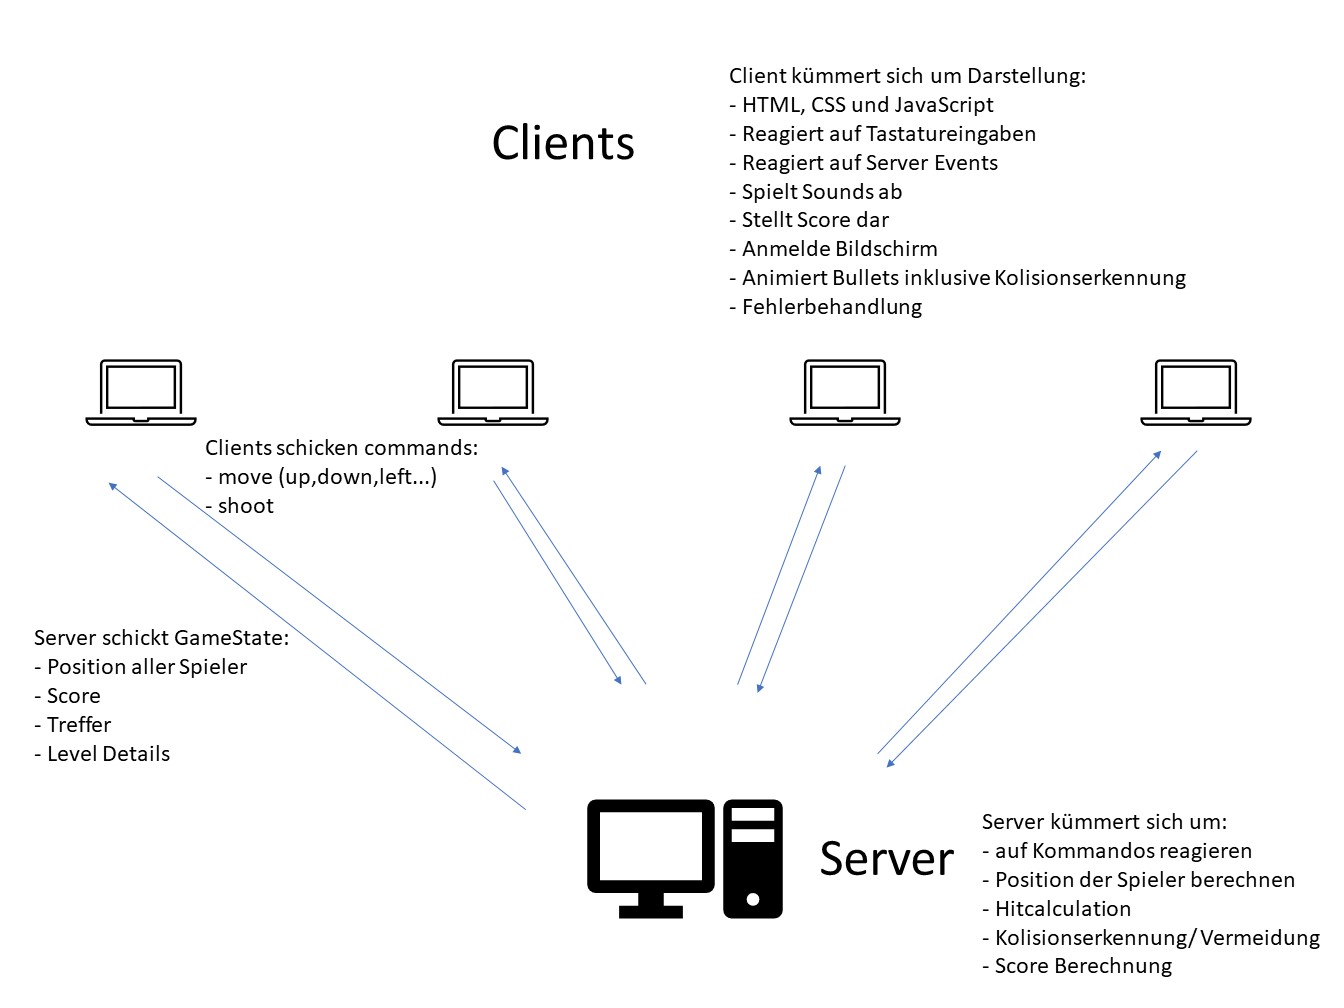 Client kümmert sich um Darstellung:
- HTML, CSS und JavaScript
- Reagiert auf Tastatureingaben
- Reagiert auf Server Events
- Spielt Sounds ab
- Stellt Score dar
- Anmelde Bildschirm
- Animiert Bullets inklusive Kolisionserkennung
- Fehlerbehandlung
Clients
Clients schicken commands:
- move (up,down,left...)
- shoot
Server schickt GameState:
- Position aller Spieler
- Score
- Treffer
- Level Details
Server
Server kümmert sich um:
- auf Kommandos reagieren
- Position der Spieler berechnen
- Hitcalculation
- Kolisionserkennung/Vermeidung
- Score Berechnung